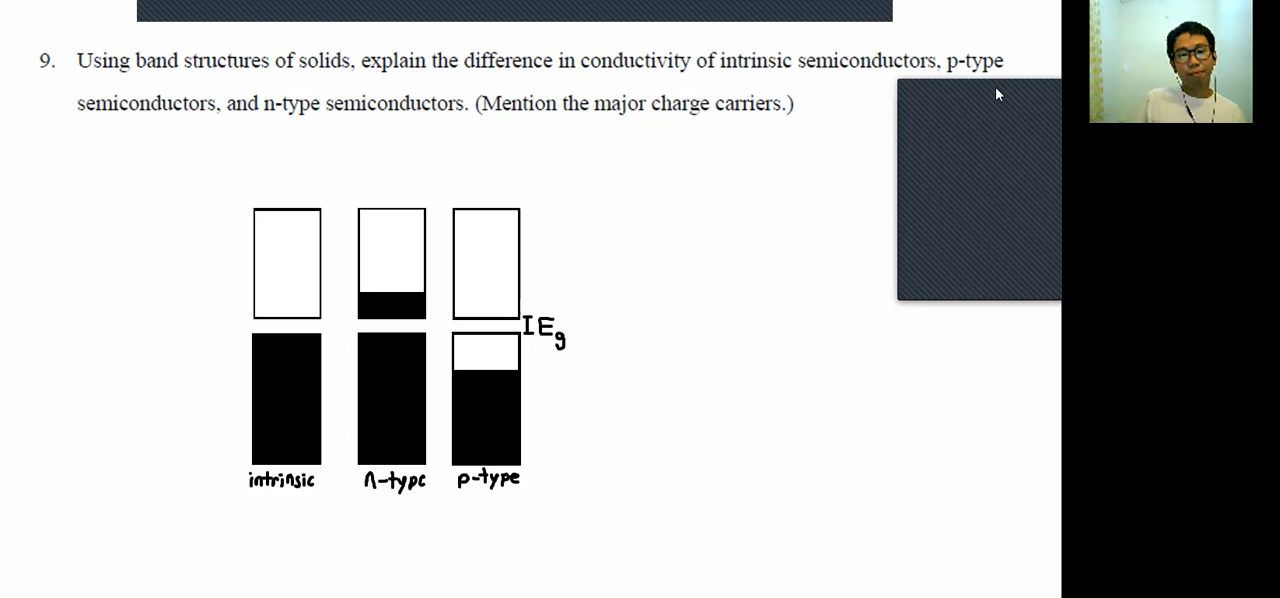 9. Using band structures of solids, explain the difference in conductivity of intrinsic semiconductors, p-type
semiconductors, and n-type semiconductors. (Mention the major charge carriers.)
I Eg
intrinsic n-type p-type